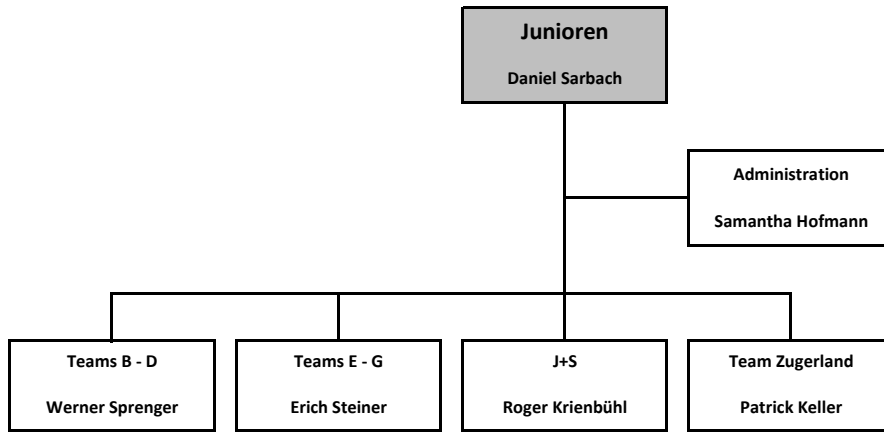 Junioren
Daniel Sarbach
Administration
Samantha Hofmann
Teams B - D
Werner Sprenger
Teams E - G
Erich Steiner
J+S
Roger Krienbühl
Team Zugerland
Patrick Keller